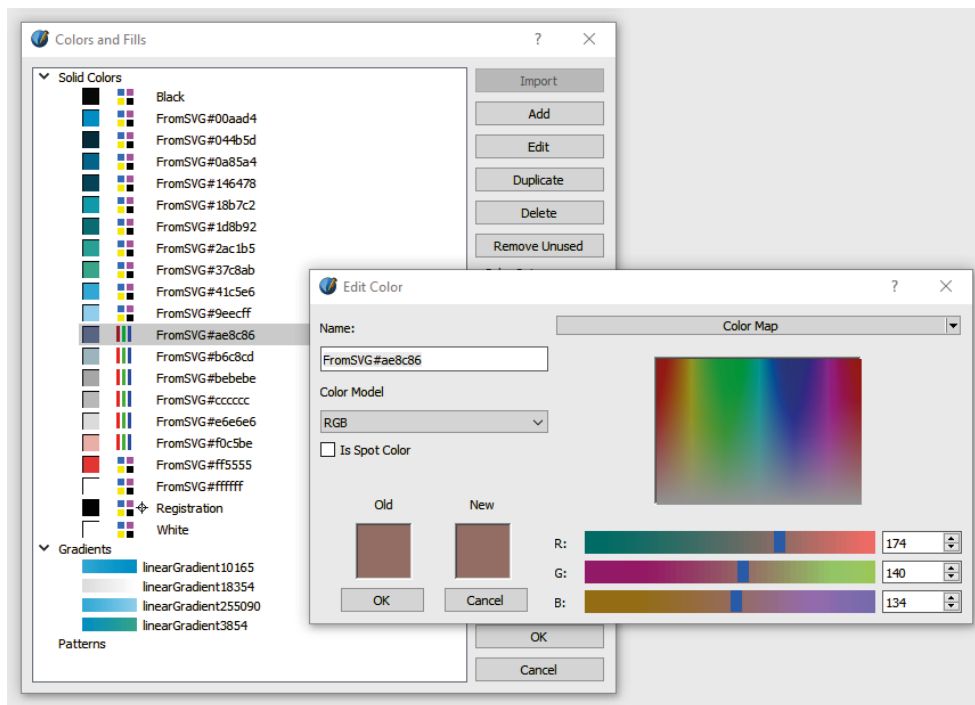 Colors and Fills
?
Solid Colors
Import
Black
Add
FromSVG#00aad4
FromSVG#044b5d
Edit
FromSVG#0a85a4
FromSVG#146478
Duplicate
FromSVG#18b7c2
Delete
FromSVG#1d8b92
FromSVG#2ac1b5
Remove Unused
FromSVG#37c8ab
FromSVG#41c5e6
FromSVG#9eecff
FromSVG#ae8c86
FromSVG#b6c8cd
FromSVG#bebebe
FromSVG#cccccc
FromSVG#e6e6e6
FromSVG#f0c5be
FromSVG#ff5555
FromSVG#ffffff
Registration
White
Gradients
linearGradient10165
linearGradient18354
linearGradient255090
linearGradient3854
Patterns
OK
Cancel
Edit Color
?
Name:
Color Map
FromSVG#ae8c86
Color Model
RGB
Is Spot Color
Old
New
R:
174
G:
140
B:
134
OK
Cancel